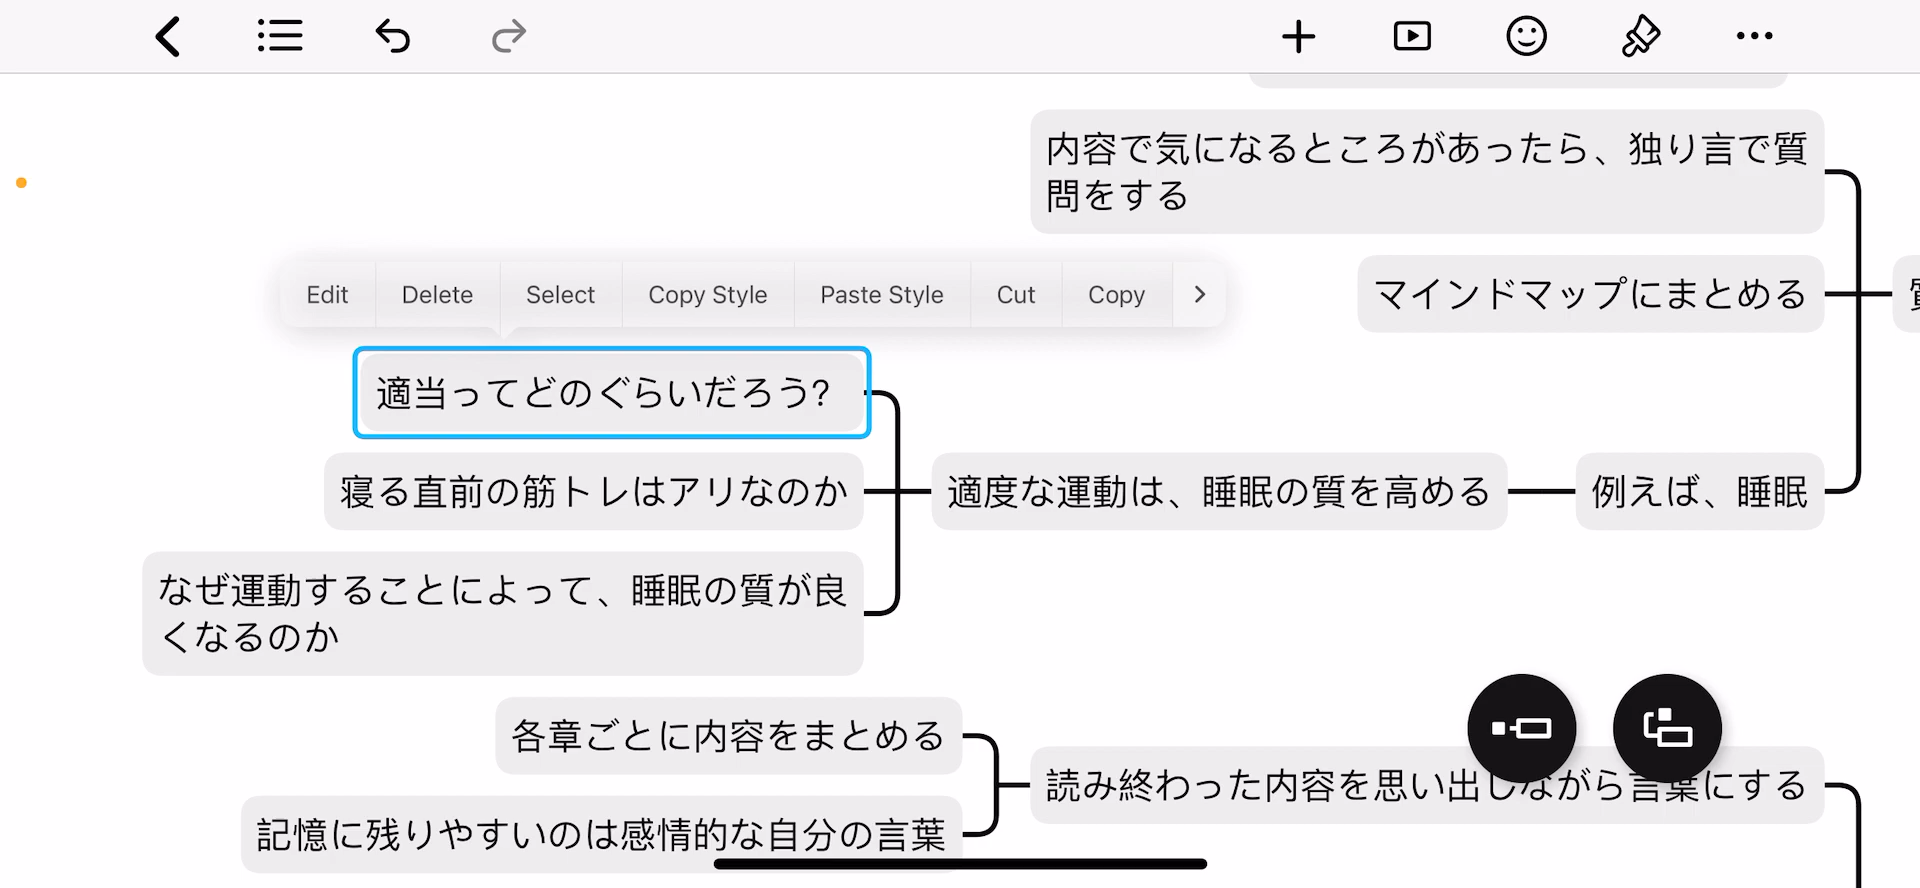 内容で気になるところがあったら、独り言で質
問をする
Edit
Delete
Select
Copy Style
Paste Style
Cut
Copy
マインドマップにまとめる
適当ってどのぐらいだろう?
寝る直前の筋トレはアリなのか
適度な運動は、睡眠の質を高める
例えば、睡眠
なぜ運動することによって、睡眠の質が良
くなるのか
各章ごとに内容をまとめる
読み終わった内容を思い出しながら言葉にする
記憶に残りやすいのは感情的な自分の言葉